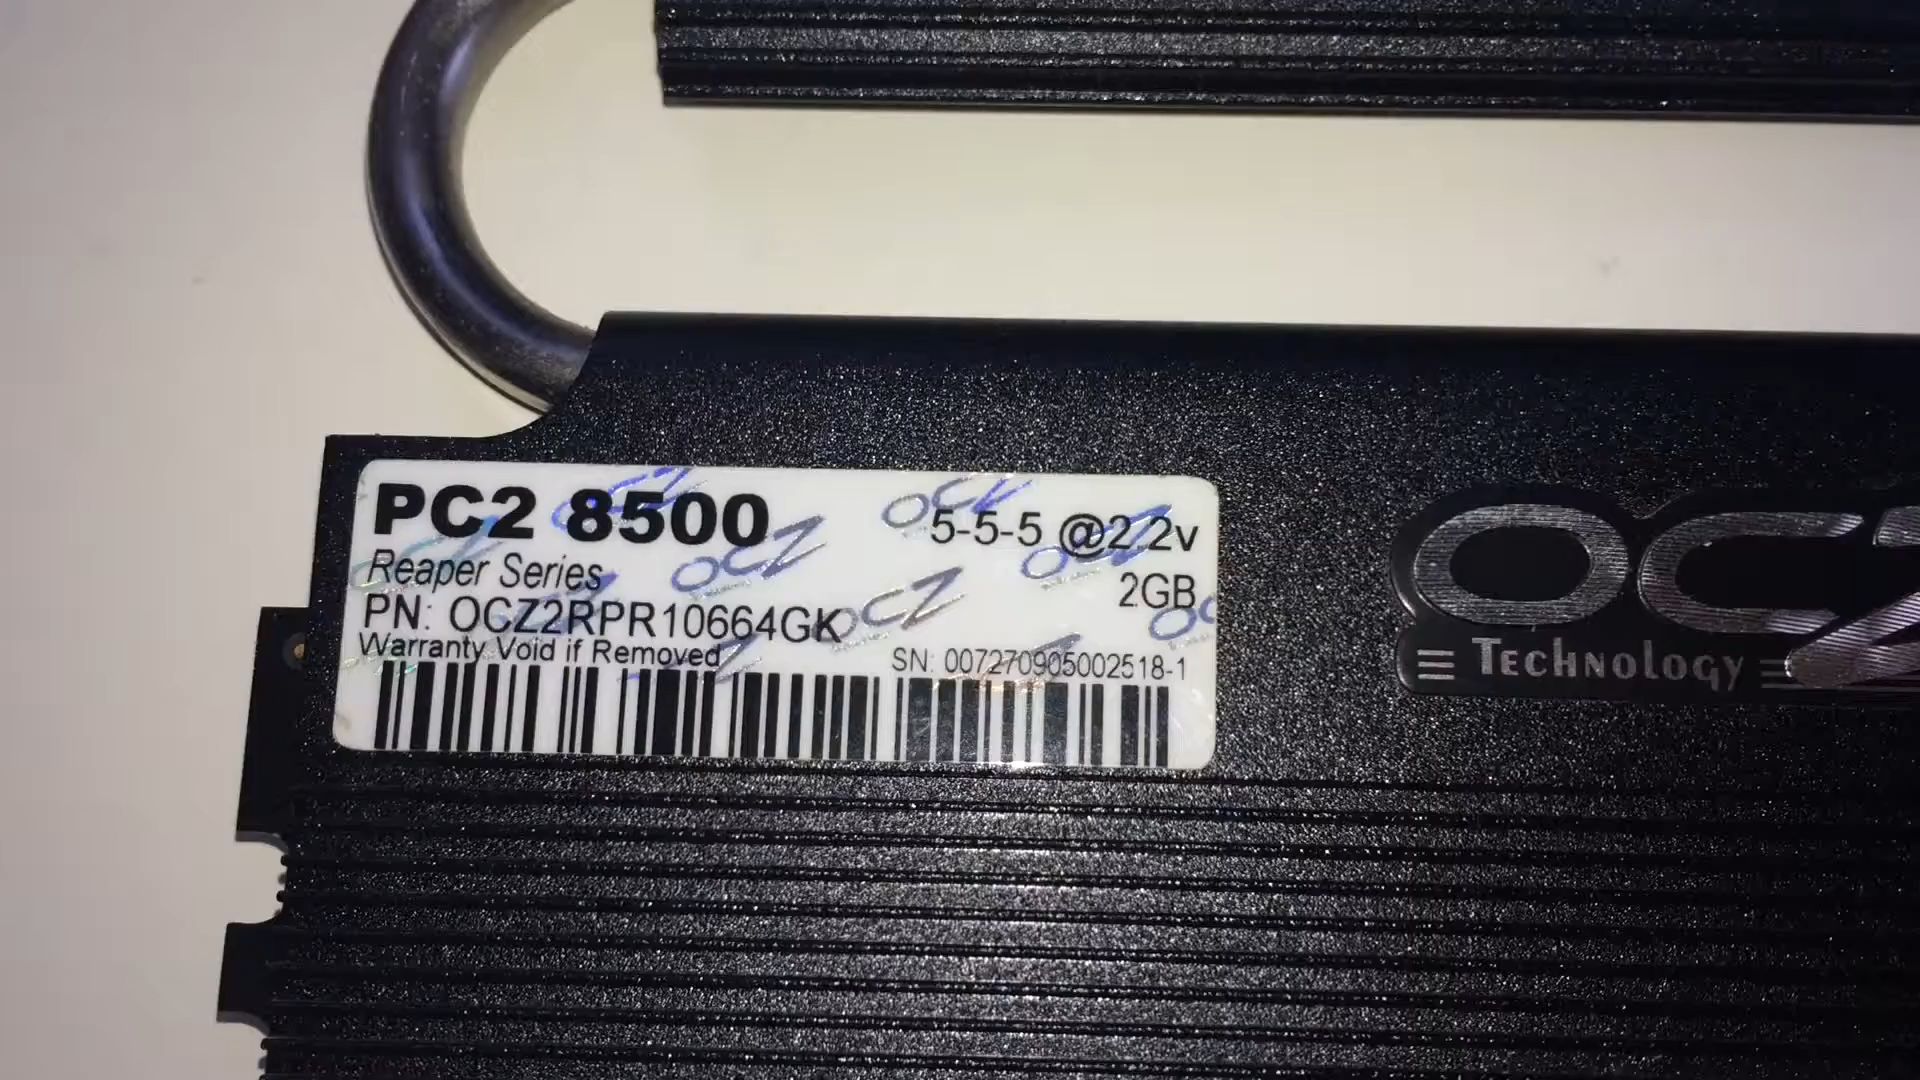 PC2 8500
5-5-5 @2.2v
Reaper Series
2GB
PN: OCZ2RPR10664GK
Warranty Void if Removed
SN: 007270905002518-1
OCZ
Technology